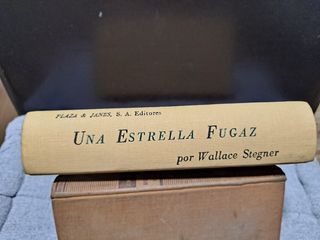 PLAZA & JANES, S. A. Editores
UNA ESTRELLA FUGAZ
por Wallace Stegner